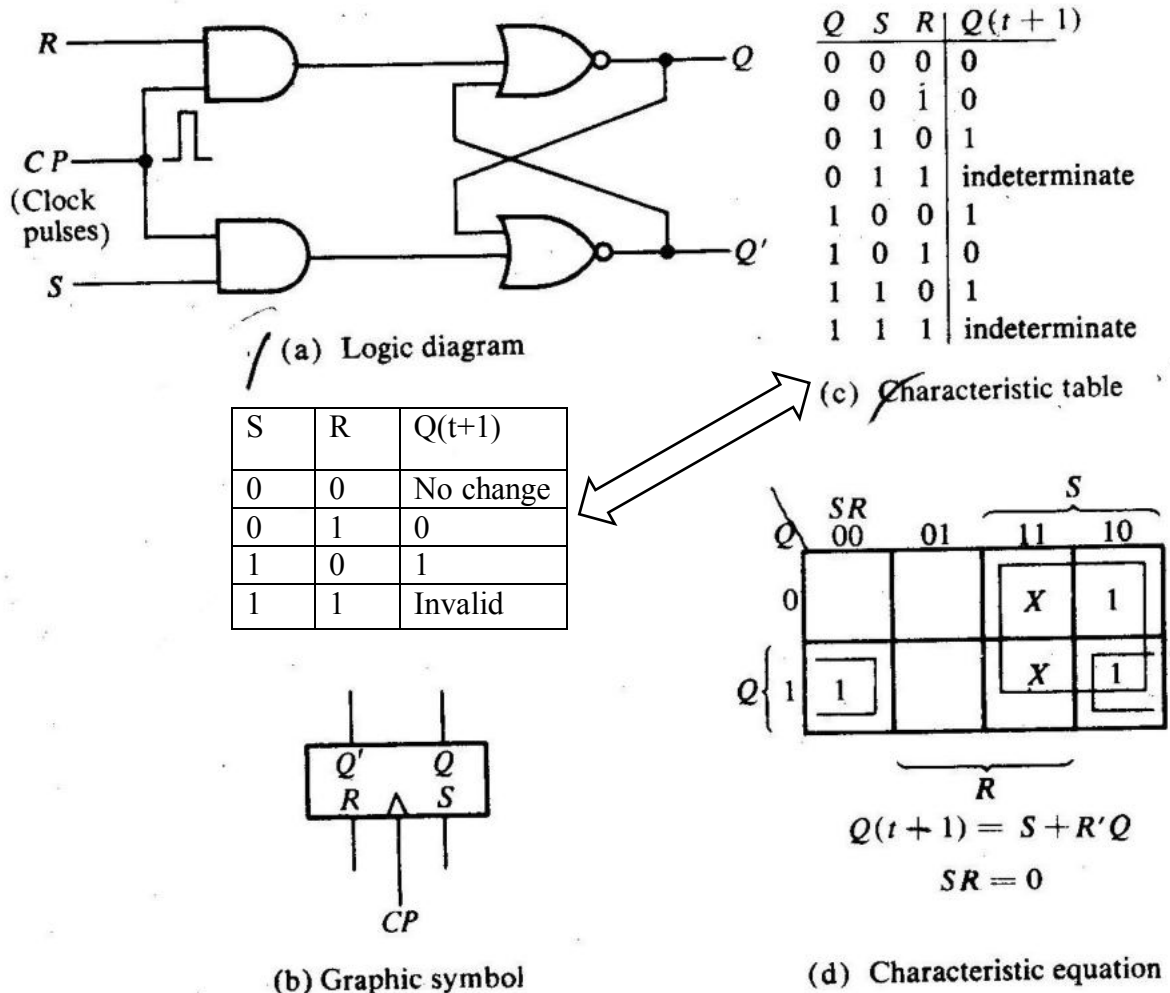 R
CP
(Clock
pulses)
S
Q
Q'
(a) Logic diagram
Q S R Q(t + 1)
0 0 0 0
0 0 1 0
0 1 0 1
0 1 1 indeterminate
1 0 0 1
1 0 1 0
1 1 0 1
1 1 1 indeterminate
(c) Characteristic table
S R Q(t+1)
0 0 No change
0 1 0
1 0 1
1 1 Invalid
Q' Q
R S
CP
(b) Graphic symbol
S
SR
Q 00 01 11 10
0 X 1
Q 1 1 X 1
R
Q(t + 1) = S + R'Q
SR = 0
(d) Characteristic equation